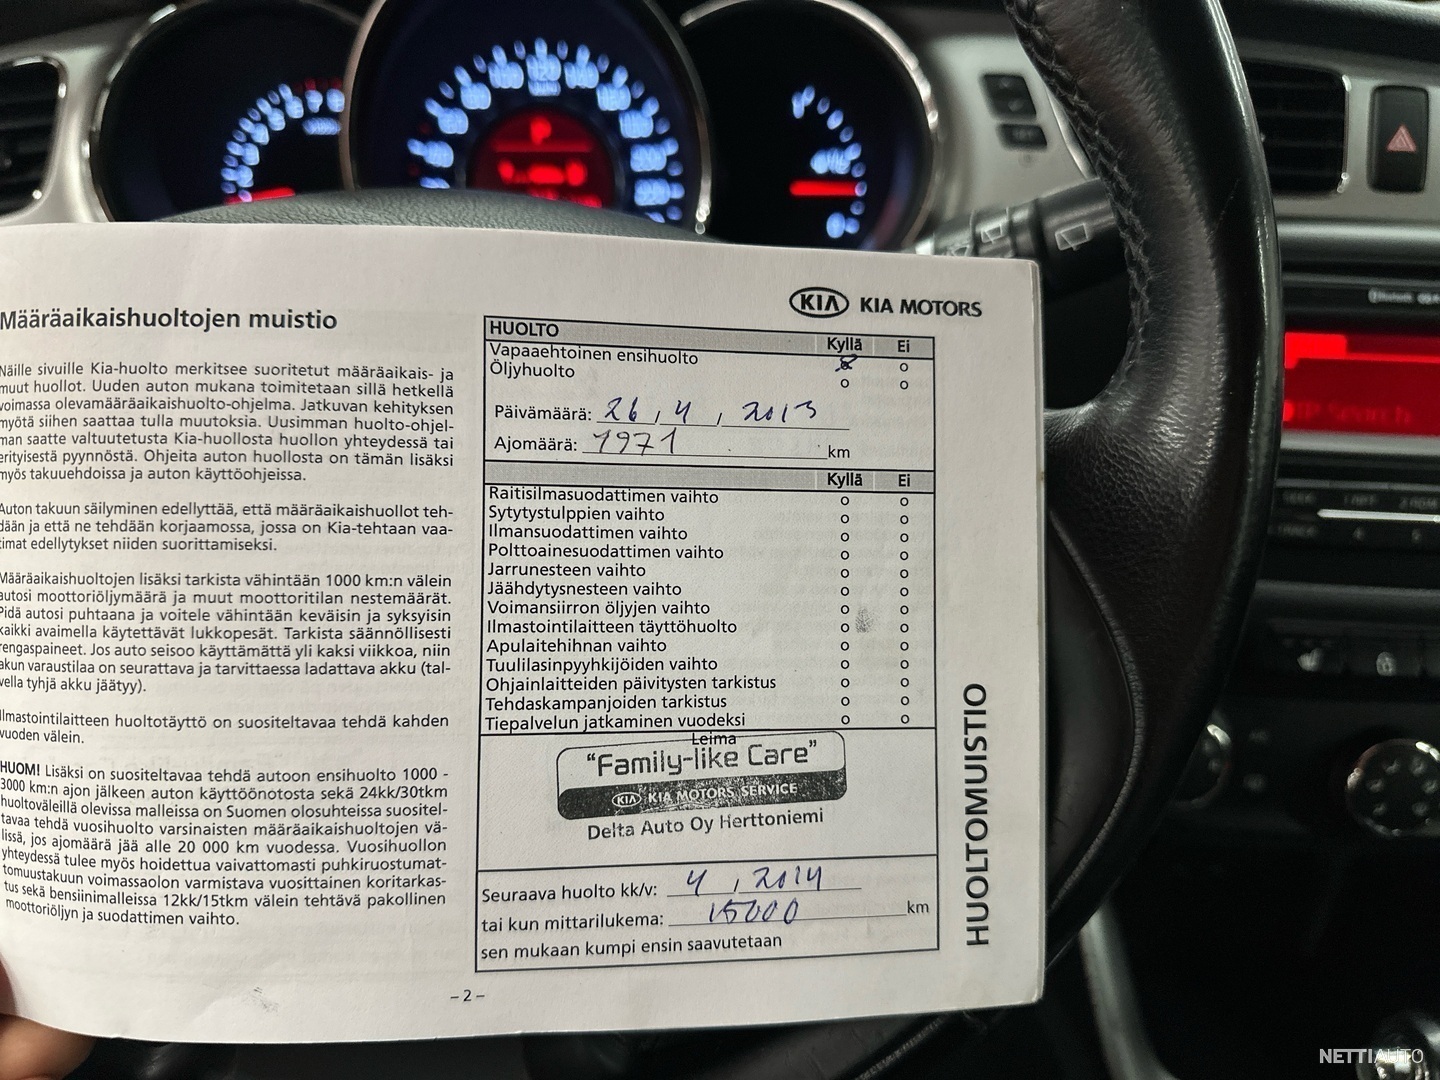 KIA KIA MOTORS
Määräaikaishuoltojen muistio
Näille sivuille Kia-huolto merkitsee suoritetut määräaikais- ja
muut huollot. Uuden auton mukana toimitetaan sillä hetkellä
voimassa olevamääräaikaishuolto-ohjelma. Jatkuvan kehityksen
myötä siihen saattaa tulla muutoksia. Uusimman huolto-ohjel-
man saatte valtuutetusta Kia-huollosta huollon yhteydessä tai
erityisestä pyynnöstä. Ohjeita auton huollosta on tämän lisäksi
myös takuuehdoissa ja auton käyttöohjeissa.
Auton takuun säilyminen edellyttää, että määräaikaishuollot teh-
dään ja että ne tehdään korjaamossa, jossa on Kia-tehtaan vaa-
timat edellytykset niiden suorittamiseksi.
Määräaikaishuoltojen lisäksi tarkista vähintään 1000 km:n välein
autosi moottoriöljymäärä ja muut moottoritilan nestemäärät.
Pidä autosi puhtaana ja voitele vähintään keväisin ja syksyisin
kaikki avaimella käytettävät lukkopesät. Tarkista säännöllisesti
rengaspaineet. Jos auto seisoo käyttämättä yli kaksi viikkoa, niin
akun varaustilaa on seurattava ja tarvittaessa ladattava akku (tal-
vella tyhjä akku jäätyy).
Ilmastointilaitteen huoltotäyttö on suositeltavaa tehdä kahden
vuoden välein.
HUOM! Lisäksi on suositeltavaa tehdä autoon ensihuolto 1000 -
3000 km:n ajon jälkeen auton käyttöönotosta sekä 24kk/30tkm
huoltoväleillä olevissa malleissa on Suomen olosuhteissa suositel-
tavaa tehdä vuosihuolto varsinaisten määräaikaishuoltojen vä-
lissä, jos ajomäärä jää alle 20 000 km vuodessa. Vuosihuollon
yhteydessä tulee myös hoidettua vaivattomasti puhkiruostumat-
tomuustakuun voimassaolon varmistava vuosittainen koritarkas-
tus sekä bensiinimalleissa 12kk/15tkm välein tehtävä pakollinen
moottoriöljyn ja suodattimen vaihto.
HUOLTO
Kyllä Ei
Vapaaehtoinen ensihuolto o
Öljyhuolto o o
Päivämäärä: 26 , 4 , 2013
Ajomäärä: 1971 km
Kyllä Ei
Raitisilmasuodattimen vaihto o o
Sytytystulppien vaihto o o
Ilmansuodattimen vaihto o o
Polttoainesuodattimen vaihto o o
Jarrunesteen vaihto o o
Jäähdytysnesteen vaihto o o
Voimansiirron öljyjen vaihto o o
Ilmastointilaitteen täyttöhuolto o o
Apulaitehihnan vaihto o o
Tuulilasinpyyhkijöiden vaihto o o
Ohjainlaitteiden päivitysten tarkistus o o
Tehdaskampanjoiden tarkistus o o
Tiepalvelun jatkaminen vuodeksi o o
Leima
"Family-like Care"
KIA KIA MOTORS SERVICE
Delta Auto Oy Herttoniemi
Seuraava huolto kk/v: 4 , 2014
tai kun mittarilukema: 15000 km
sen mukaan kumpi ensin saavutetaan
HUOLTOMUISTIO
– 2 –
NETTIAUTO